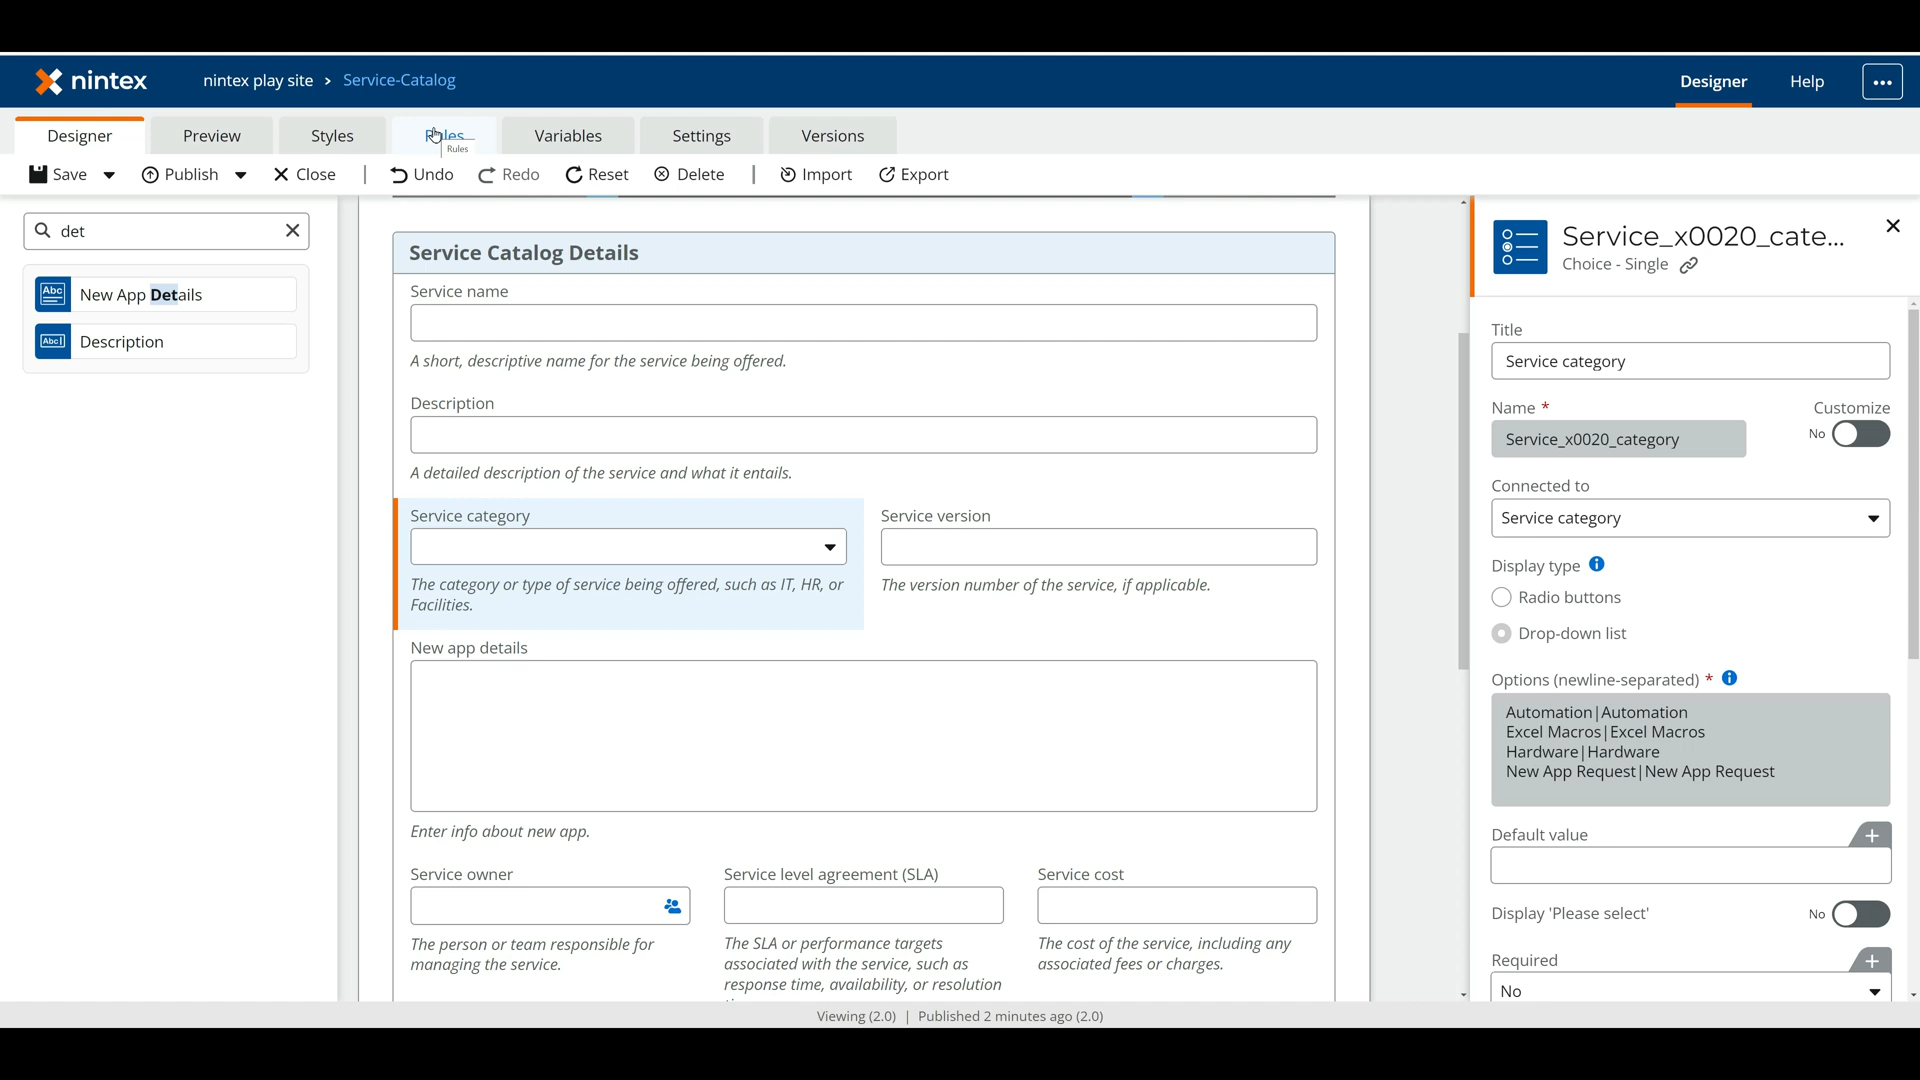 nintex
nintex play site > Service-Catalog
Designer
Help
Designer
Preview
Styles
Rules
Variables
Settings
Versions
Rules
Save
Publish
Close
Undo
Redo
Reset
Delete
Import
Export
det
Abc
New App Details
Abc
Description
Service Catalog Details
Service name
A short, descriptive name for the service being offered.
Description
A detailed description of the service and what it entails.
Service category
The category or type of service being offered, such as IT, HR, or
Facilities.
Service version
The version number of the service, if applicable.
New app details
Enter info about new app.
Service owner
The person or team responsible for
managing the service.
Service level agreement (SLA)
The SLA or performance targets
associated with the service, such as
response time, availability, or resolution
Service cost
The cost of the service, including any
associated fees or charges.
Service_x0020_cate...
Choice - Single
Title
Service category
Name *
Customize
Service_x0020_category
No
Connected to
Service category
Display type
Radio buttons
Drop-down list
Options (newline-separated) *
Automation|Automation
Excel Macros|Excel Macros
Hardware|Hardware
New App Request|New App Request
Default value
Display 'Please select'
No
Required
No
Viewing (2.0) | Published 2 minutes ago (2.0)